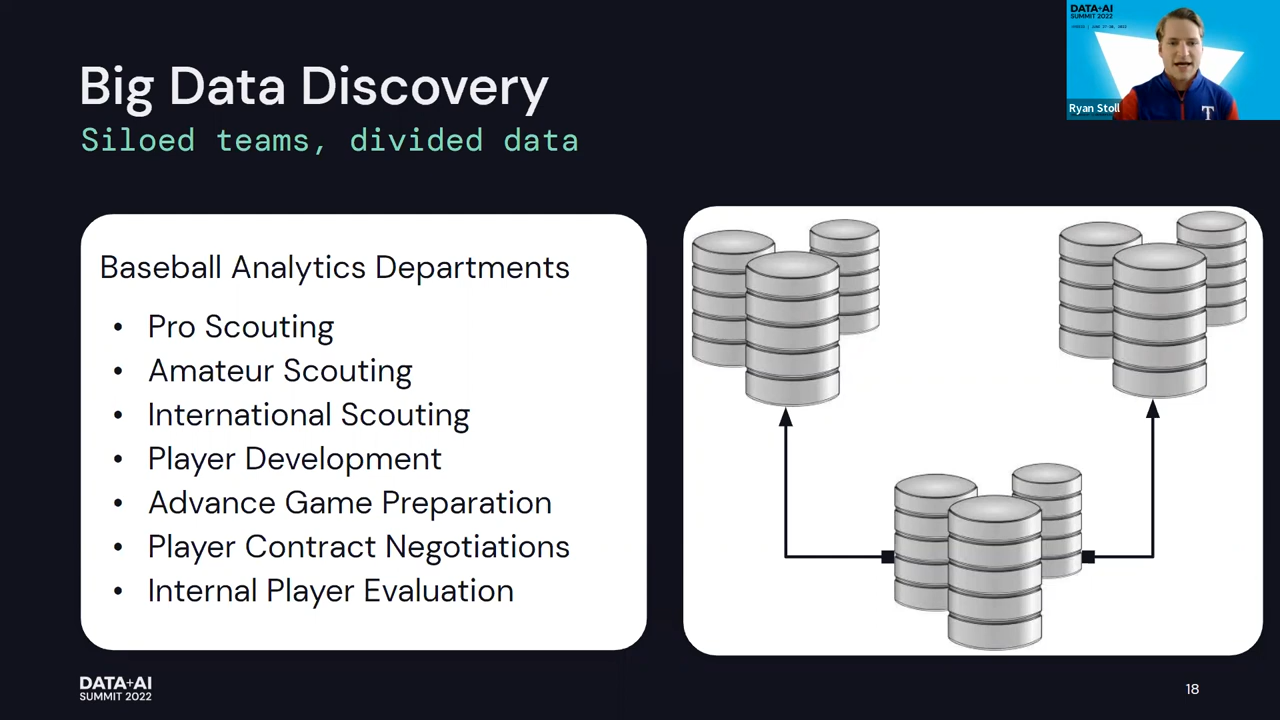 DATA+AI
SUMMIT 2022
Ryan Stoll
T
Big Data Discovery
Siloed teams, divided data
Baseball Analytics Departments
• Pro Scouting
• Amateur Scouting
• International Scouting
• Player Development
• Advance Game Preparation
• Player Contract Negotiations
• Internal Player Evaluation
DATA+AI
SUMMIT 2022
18